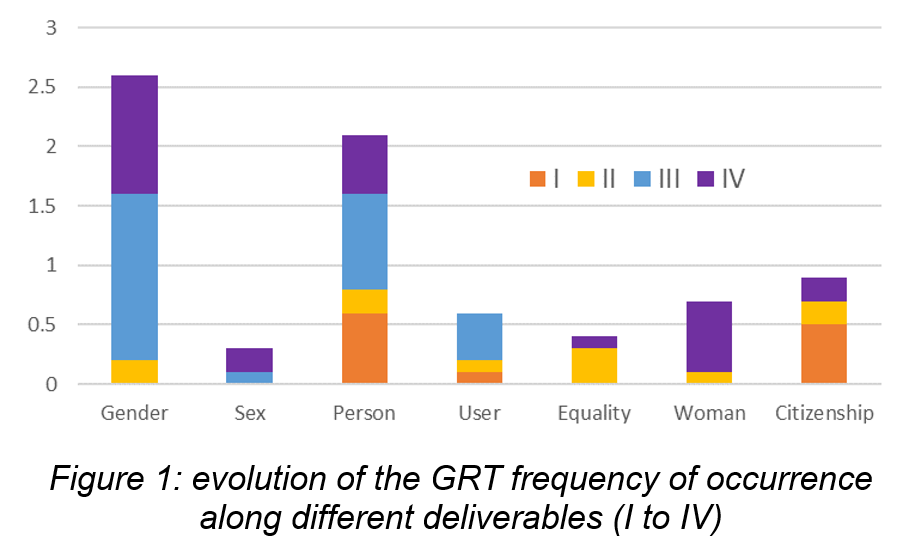 3
2.5
2
1.5
1
0.5
0
I II III IV
Gender Sex Person User Equality Woman Citizenship
Figure 1: evolution of the GRT frequency of occurrence
along different deliverables (I to IV)